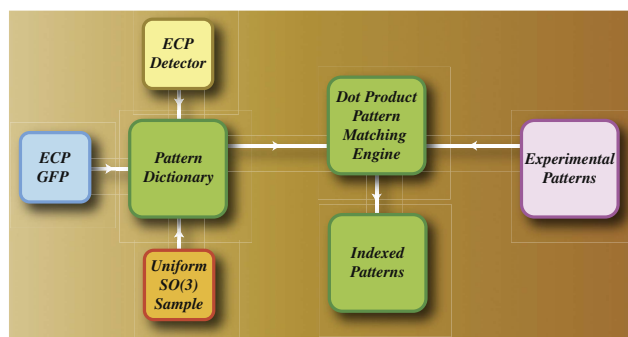 ECP
Detector
ECP
GFP
Pattern
Dictionary
Uniform
SO(3)
Sample
Dot Product
Pattern
Matching
Engine
Indexed
Patterns
Experimental
Patterns